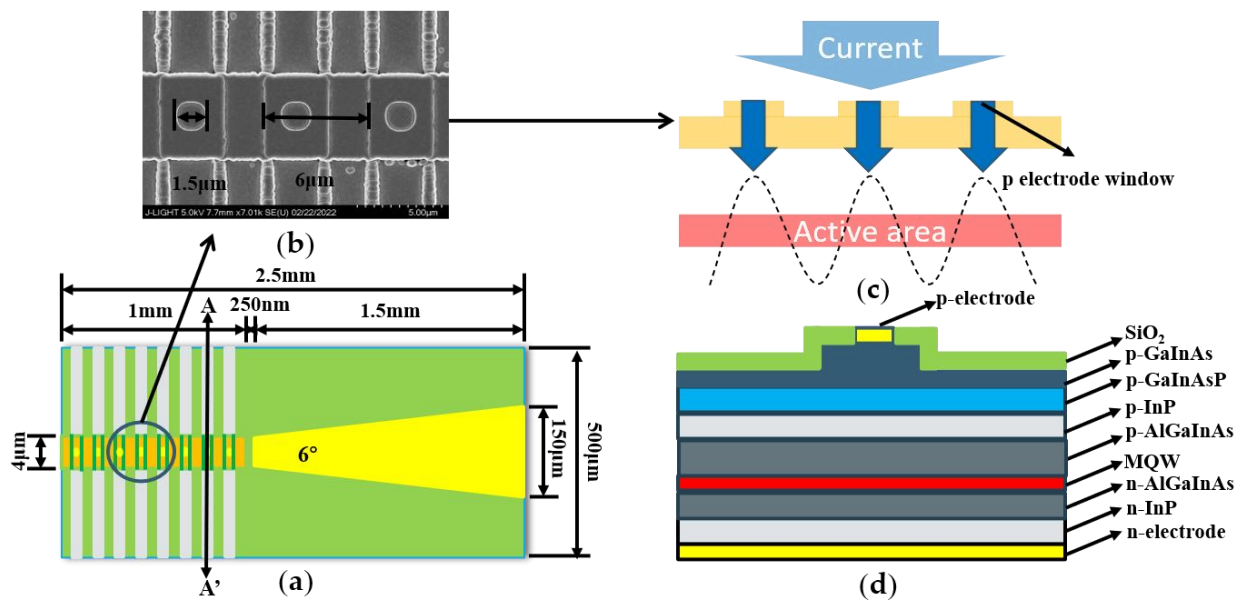 1.5μm
6μm
J-LIGHT 5.0kV 7.7mm x7.01k SE(U) 02/22/2022
5.00μm
(b)
Current
p electrode window
Active area
(c)
2.5mm
1mm
A
250nm
1.5mm
4μm
6°
150μm
500μm
A’
(a)
p-electrode
SiO₂
p-GaInAs
p-GaInAsP
p-InP
p-AlGaInAs
MQW
n-AlGaInAs
n-InP
n-electrode
(d)